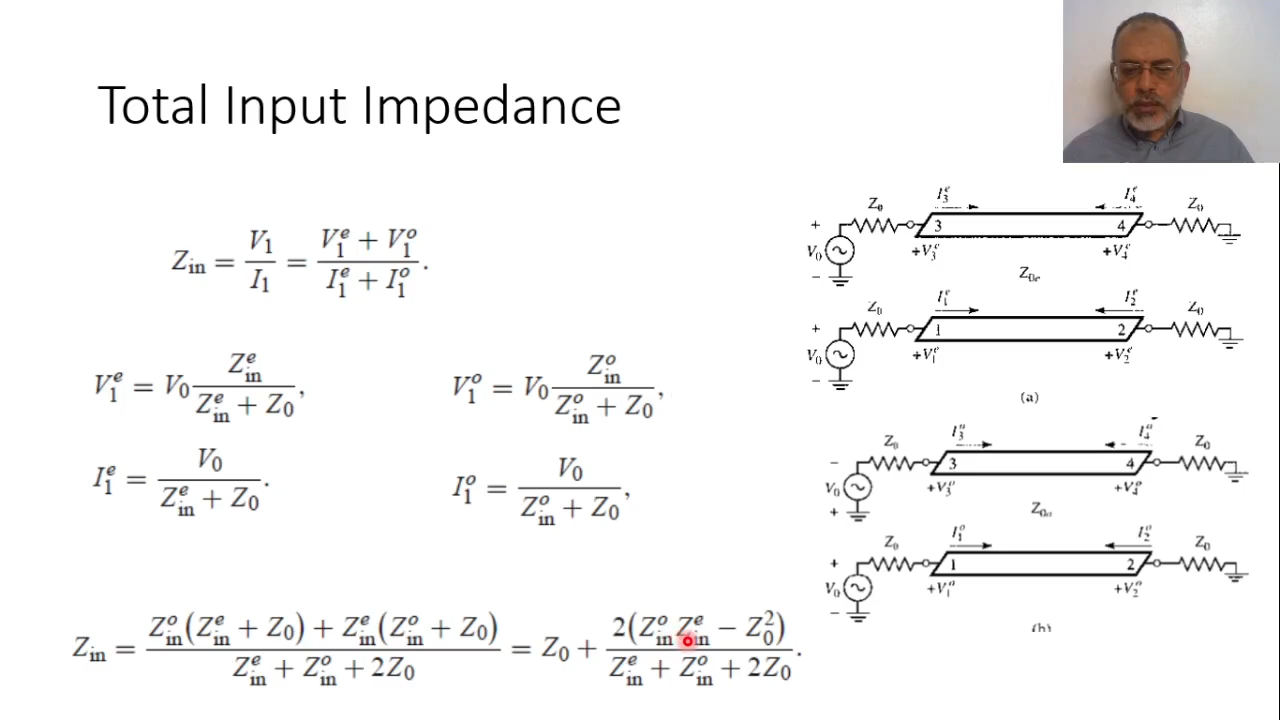 Total Input Impedance
Z_in = V_1 / I_1 = (V_1^e + V_1^o) / (I_1^e + I_1^o).
V_1^e = V_0 Z_in^e / (Z_in^e + Z_0),
V_1^o = V_0 Z_in^o / (Z_in^o + Z_0),
I_1^e = V_0 / (Z_in^e + Z_0).
I_1^o = V_0 / (Z_in^o + Z_0),
Z_in = (Z_in^o (Z_in^e + Z_0) + Z_in^e (Z_in^o + Z_0)) / (Z_in^e + Z_in^o + 2Z_0) = Z_0 + 2(Z_in^o Z_in^e − Z_0^2) / (Z_in^e + Z_in^o + 2Z_0).
Z_0 I_3^e I_4^e Z_0
+ 3 4
V_0 +V_3^e +V_4^e
−
Z_0e
Z_0 I_1^e I_2^e Z_0
+ 1 2
V_0 +V_1^e +V_2^e
−
(a)
Z_0 I_3^o I_4^o Z_0
− 3 4
V_0 +V_3^o +V_4^o
+
Z_0o
Z_0 I_1^o I_2^o Z_0
+ 1 2
V_0 +V_1^o +V_2^o
−
(b)